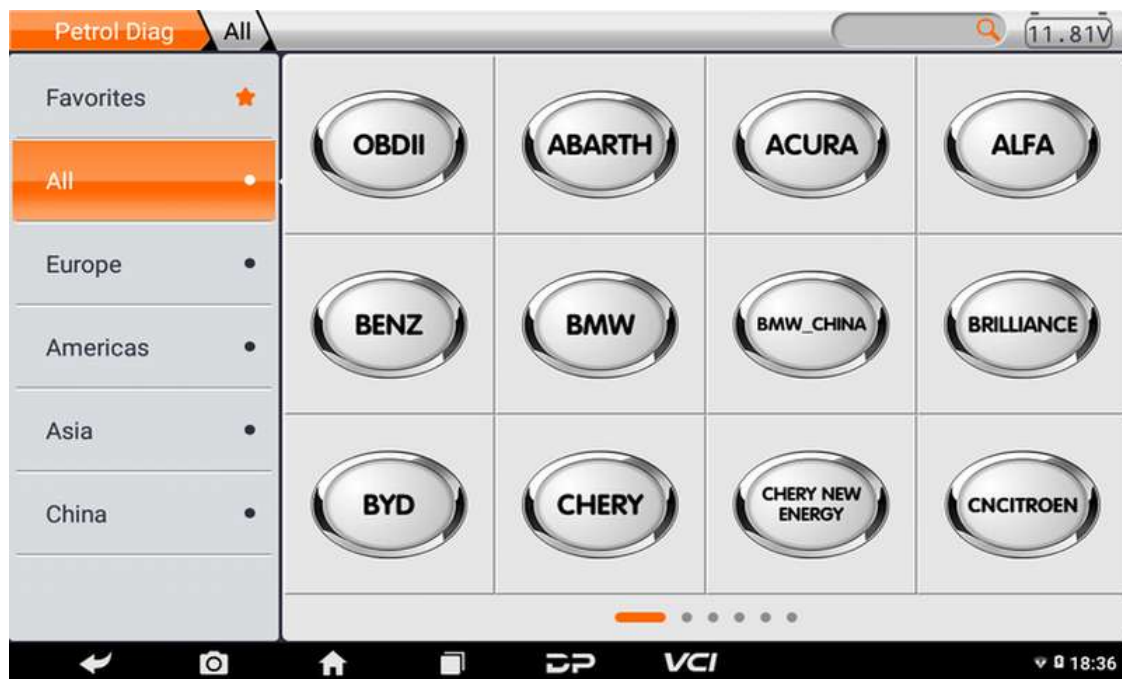 Petrol Diag All 11.81V
Favorites
All
Europe
Americas
Asia
China
OBDII ABARTH ACURA ALFA
BENZ BMW BMW_CHINA BRILLIANCE
BYD CHERY CHERY NEW
ENERGY CNCITROEN
DP VCI 18:36